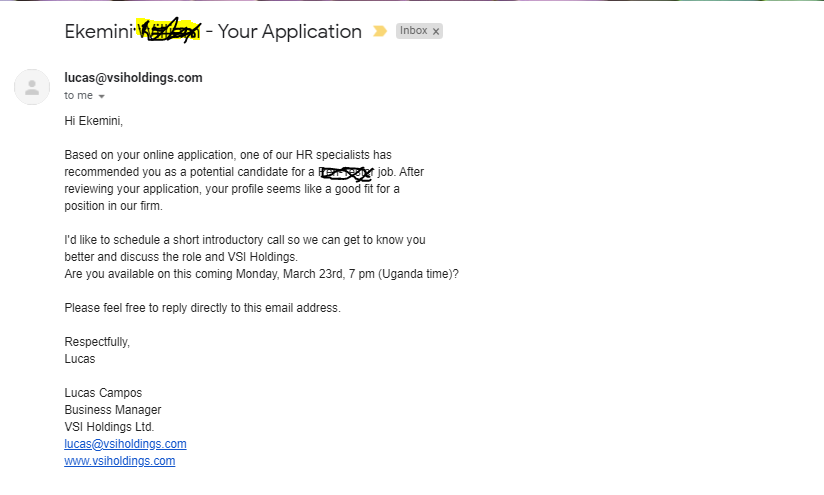 Ekemini - Your Application
Inbox x
lucas@vsiholdings.com
to me
Hi Ekemini,
Based on your online application, one of our HR specialists has
recommended you as a potential candidate for a job. After
reviewing your application, your profile seems like a good fit for a
position in our firm.
I'd like to schedule a short introductory call so we can get to know you
better and discuss the role and VSI Holdings.
Are you available on this coming Monday, March 23rd, 7 pm (Uganda time)?
Please feel free to reply directly to this email address.
Respectfully,
Lucas
Lucas Campos
Business Manager
VSI Holdings Ltd.
lucas@vsiholdings.com
www.vsiholdings.com